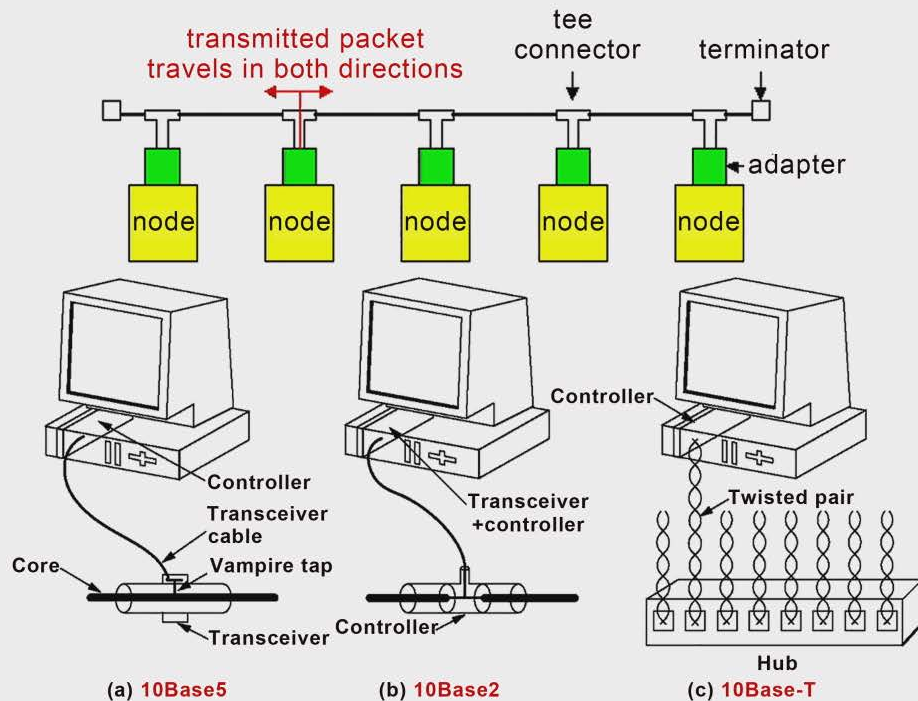 transmitted packet
travels in both directions
tee
connector
terminator
adapter
node
node
node
node
node
Controller
Transceiver
cable
Core
Vampire tap
Transceiver
(a) 10Base5
Transceiver
+controller
Controller
(b) 10Base2
Controller
Twisted pair
Hub
(c) 10Base-T